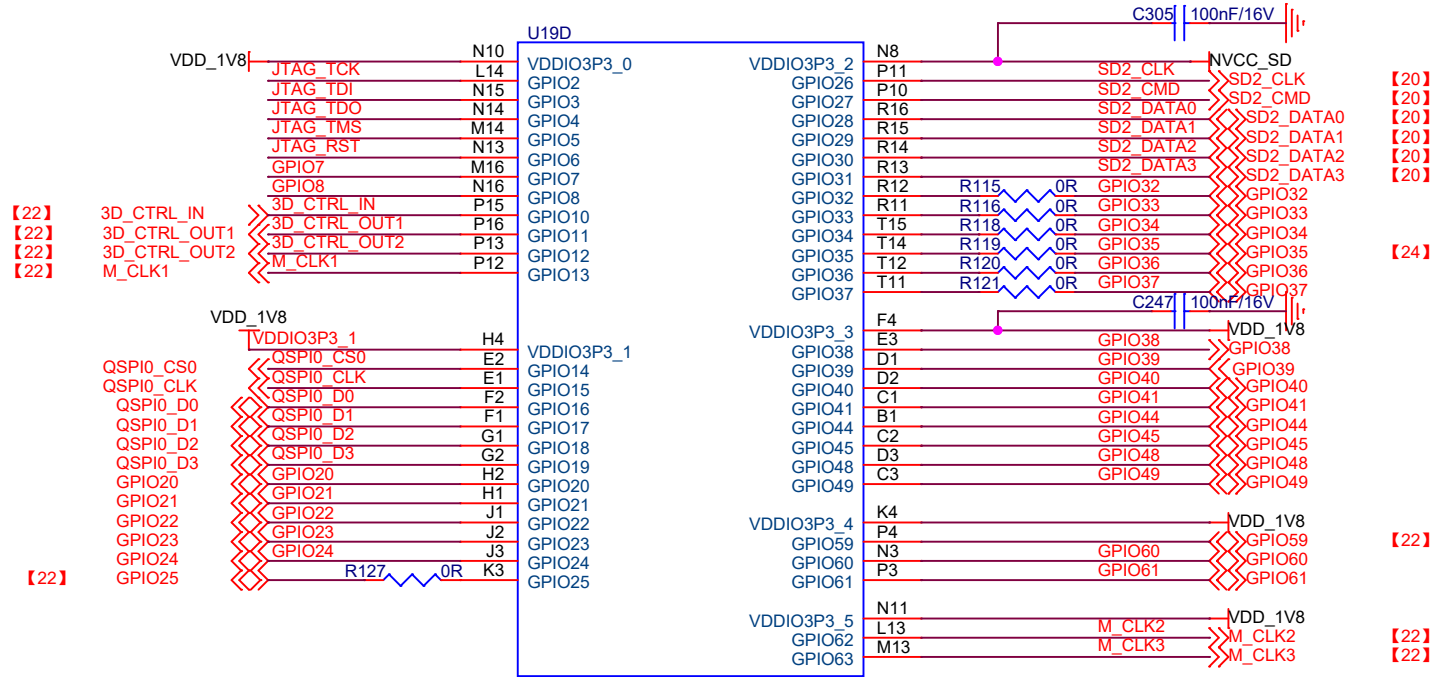 C305 100nF/16V
U19D
VDD_1V8 N10 VDDIO3P3_0 VDDIO3P3_2 N8 NVCC_SD
JTAG_TCK L14 GPIO2 GPIO26 P11 SD2_CLK SD2_CLK 【20】
JTAG_TDI N15 GPIO3 GPIO27 P10 SD2_CMD SD2_CMD 【20】
JTAG_TDO N14 GPIO4 GPIO28 R16 SD2_DATA0 SD2_DATA0 【20】
JTAG_TMS M14 GPIO5 GPIO29 R15 SD2_DATA1 SD2_DATA1 【20】
JTAG_RST N13 GPIO6 GPIO30 R14 SD2_DATA2 SD2_DATA2 【20】
GPIO7 M16 GPIO7 GPIO31 R13 SD2_DATA3 SD2_DATA3 【20】
GPIO8 N16 GPIO8 GPIO32 R12 R115 0R GPIO32 GPIO32
【22】 3D_CTRL_IN 3D_CTRL_IN P15 GPIO10 GPIO33 R11 R116 0R GPIO33 GPIO33
【22】 3D_CTRL_OUT1 3D_CTRL_OUT1 P16 GPIO11 GPIO34 T15 R118 0R GPIO34 GPIO34
【22】 3D_CTRL_OUT2 3D_CTRL_OUT2 P13 GPIO12 GPIO35 T14 R119 0R GPIO35 GPIO35 【24】
【22】 M_CLK1 M_CLK1 P12 GPIO13 GPIO36 T12 R120 0R GPIO36 GPIO36
GPIO37 T11 R121 0R GPIO37 GPIO37
C247 100nF/16V
VDD_1V8 VDDIO3P3_3 F4 VDD_1V8
VDDIO3P3_1 H4 VDDIO3P3_1 GPIO38 E3 GPIO38 GPIO38
QSPI0_CS0 QSPI0_CS0 E2 GPIO14 GPIO39 D1 GPIO39 GPIO39
QSPI0_CLK QSPI0_CLK E1 GPIO15 GPIO40 D2 GPIO40 GPIO40
QSPI0_D0 QSPI0_D0 F2 GPIO16 GPIO41 C1 GPIO41 GPIO41
QSPI0_D1 QSPI0_D1 F1 GPIO17 GPIO44 B1 GPIO44 GPIO44
QSPI0_D2 QSPI0_D2 G1 GPIO18 GPIO45 C2 GPIO45 GPIO45
QSPI0_D3 QSPI0_D3 G2 GPIO19 GPIO48 D3 GPIO48 GPIO48
GPIO20 GPIO20 H2 GPIO20 GPIO49 C3 GPIO49 GPIO49
GPIO21 GPIO21 H1 GPIO21
GPIO22 GPIO22 J1 GPIO22 VDDIO3P3_4 K4 VDD_1V8
GPIO23 GPIO23 J2 GPIO23 GPIO59 P4 GPIO59 【22】
GPIO24 GPIO24 J3 GPIO24 GPIO60 N3 GPIO60 GPIO60
【22】 GPIO25 R127 0R K3 GPIO25 GPIO61 P3 GPIO61 GPIO61
VDDIO3P3_5 N11 VDD_1V8
GPIO62 L13 M_CLK2 M_CLK2 【22】
GPIO63 M13 M_CLK3 M_CLK3 【22】